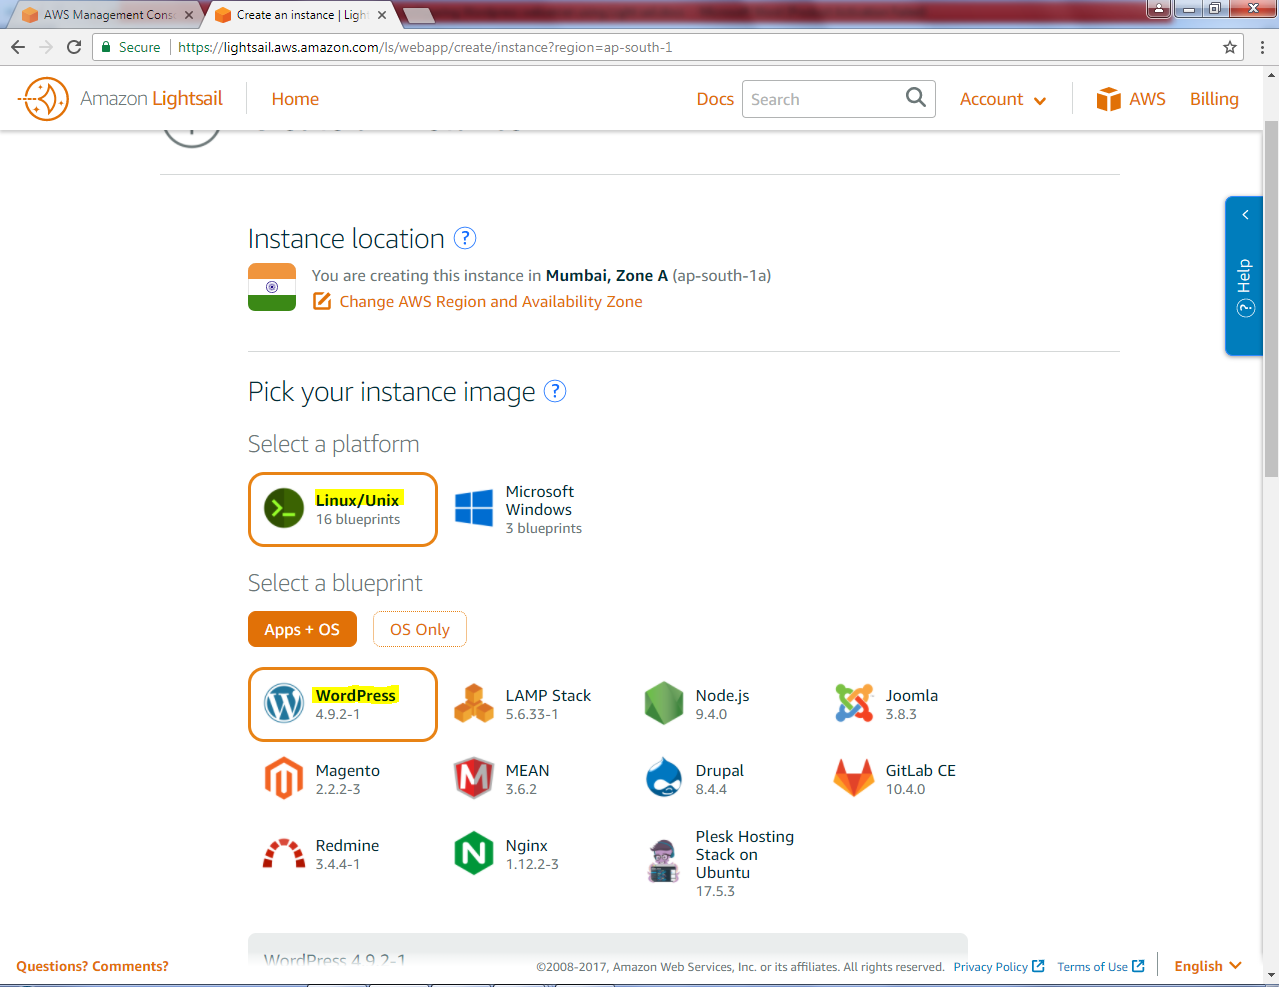 AWS Management Cons
Create an instance | Ligh
Secure https://lightsail.aws.amazon.com/ls/webapp/create/instance?region=ap-south-1
Amazon Lightsail Home Docs Search Account AWS Billing
Instance location ?
You are creating this instance in Mumbai, Zone A (ap-south-1a)
Change AWS Region and Availability Zone
? Help
Pick your instance image ?
Select a platform
Linux/Unix
16 blueprints
Microsoft
Windows
3 blueprints
Select a blueprint
Apps + OS OS Only
WordPress
4.9.2-1
LAMP Stack
5.6.33-1
Node.js
9.4.0
Joomla
3.8.3
Magento
2.2.2-3
MEAN
3.6.2
Drupal
8.4.4
GitLab CE
10.4.0
Redmine
3.4.4-1
Nginx
1.12.2-3
Plesk Hosting
Stack on
Ubuntu
17.5.3
WordPress 4.9.2-1
Questions? Comments? ©2008-2017, Amazon Web Services, Inc. or its affiliates. All rights reserved. Privacy Policy Terms of Use English